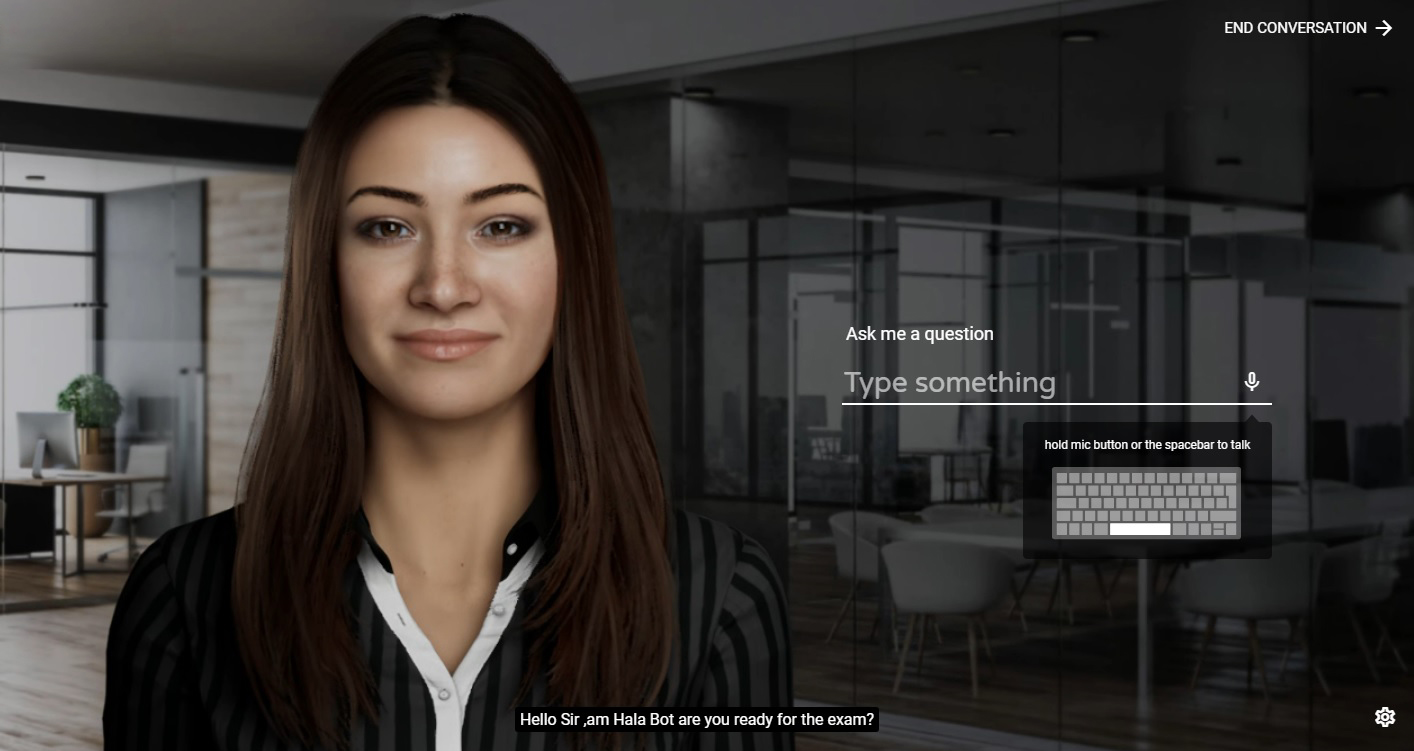 END CONVERSATION
Ask me a question
Type something
hold mic button or the spacebar to talk
Hello Sir ,am Hala Bot are you ready for the exam?